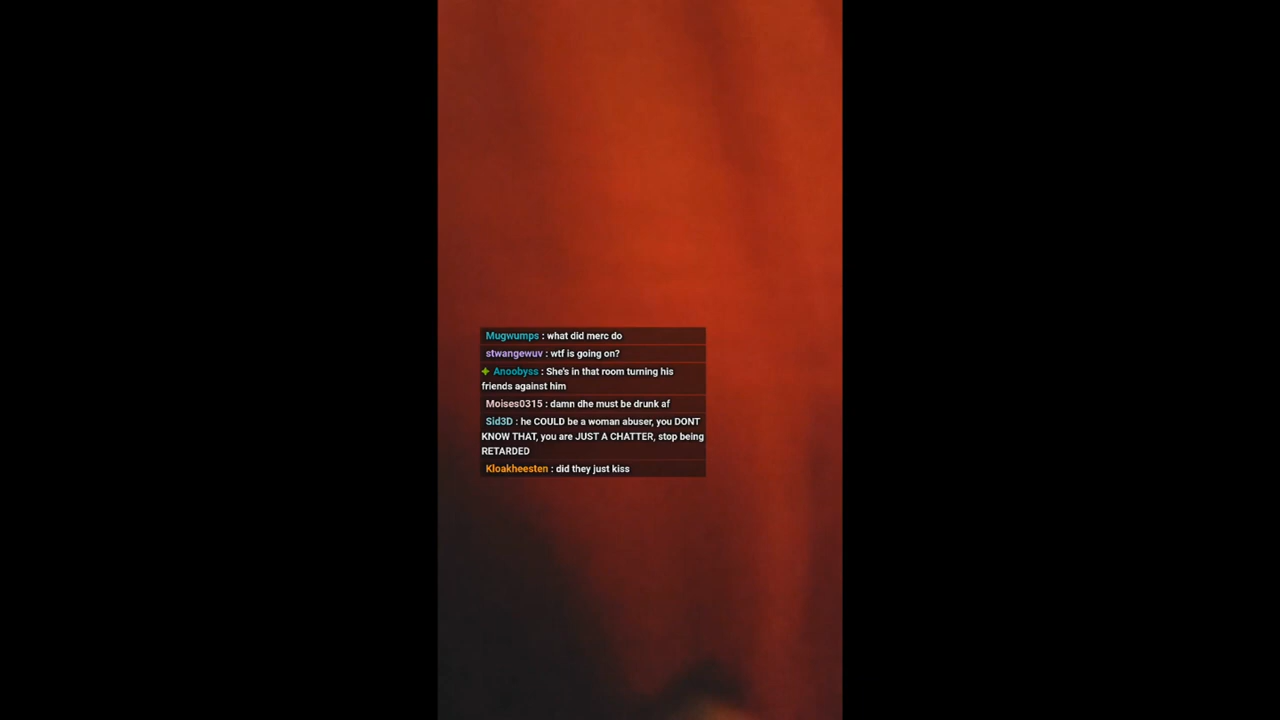 Mugwumps : what did merc do
stwangewuv : wtf is going on?
Anoobyss : She's in that room turning his
friends against him
Moises0315 : damn dhe must be drunk af
Sid3D : he COULD be a woman abuser, you DONT
KNOW THAT, you are JUST A CHATTER, stop being
RETARDED
Kloakheesten : did they just kiss